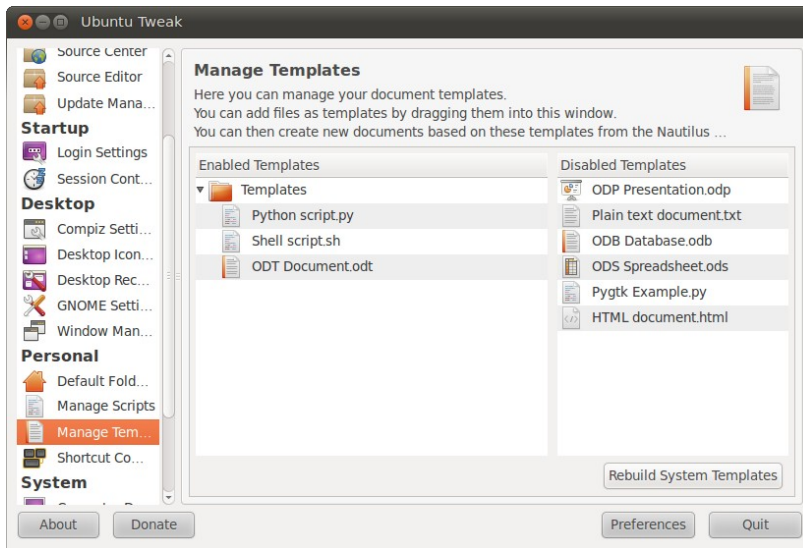 Ubuntu Tweak
Source Center
Source Editor
Update Mana...
Startup
Login Settings
Session Cont...
Desktop
Compiz Setti...
Desktop Icon...
Desktop Rec...
GNOME Setti...
Window Man...
Personal
Default Fold...
Manage Scripts
Manage Tem...
Shortcut Co...
System
Manage Templates
Here you can manage your document templates.
You can add files as templates by dragging them into this window.
You can then create new documents based on these templates from the Nautilus ...
Enabled Templates
Templates
Python script.py
Shell script.sh
ODT Document.odt
Disabled Templates
ODP Presentation.odp
Plain text document.txt
ODB Database.odb
ODS Spreadsheet.ods
Pygtk Example.py
HTML document.html
Rebuild System Templates
About
Donate
Preferences
Quit